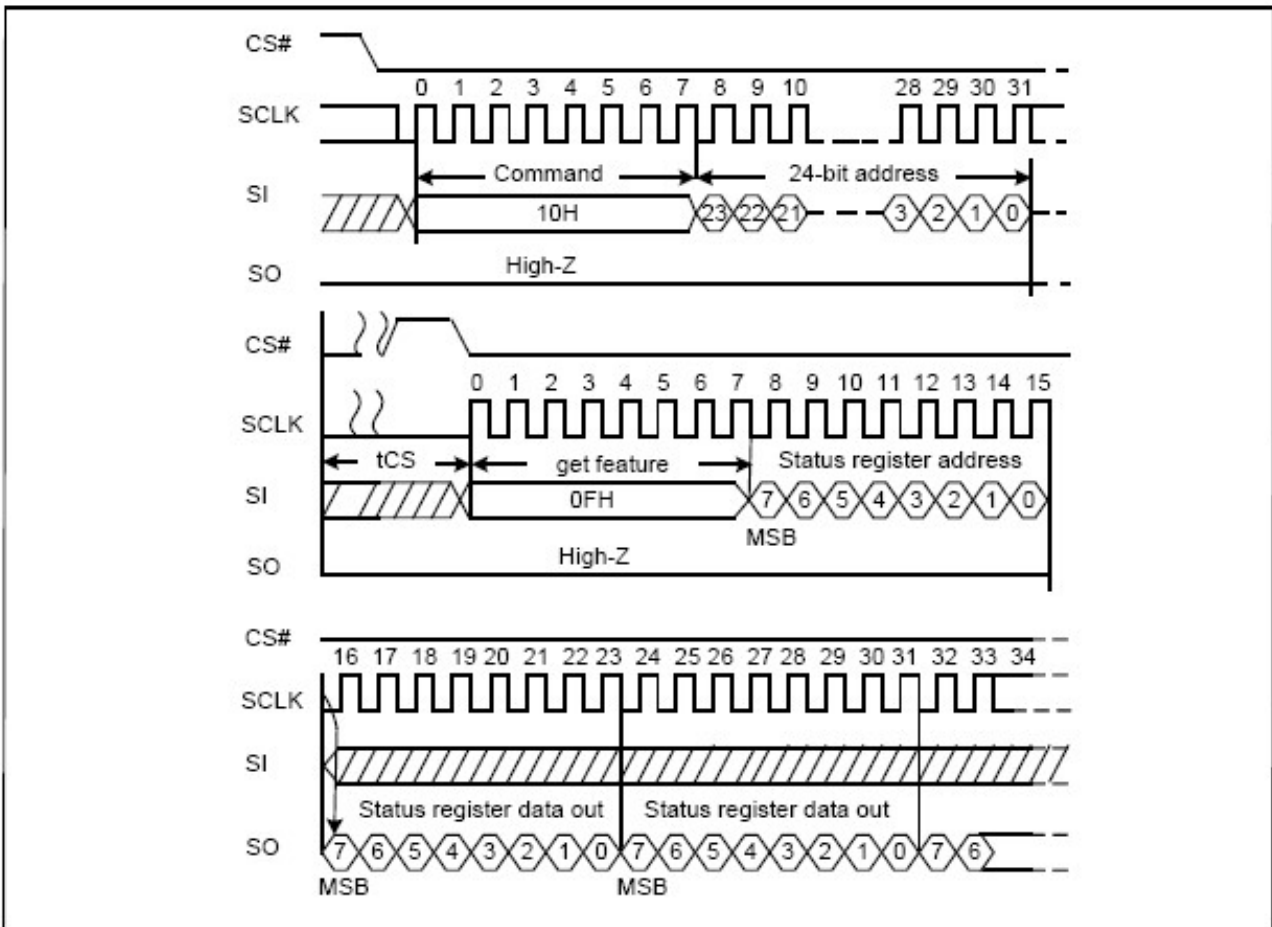 CS#
0 1 2 3 4 5 6 7 8 9 10 28 29 30 31
SCLK
Command 24-bit address
SI
10H 23 22 21 3 2 1 0
High-Z
SO
CS#
0 1 2 3 4 5 6 7 8 9 10 11 12 13 14 15
SCLK
tCS get feature Status register address
SI
0FH 7 6 5 4 3 2 1 0
MSB
High-Z
SO
CS#
16 17 18 19 20 21 22 23 24 25 26 27 28 29 30 31 32 33 34
SCLK
SI
Status register data out Status register data out
SO
7 6 5 4 3 2 1 0 7 6 5 4 3 2 1 0 7 6
MSB MSB